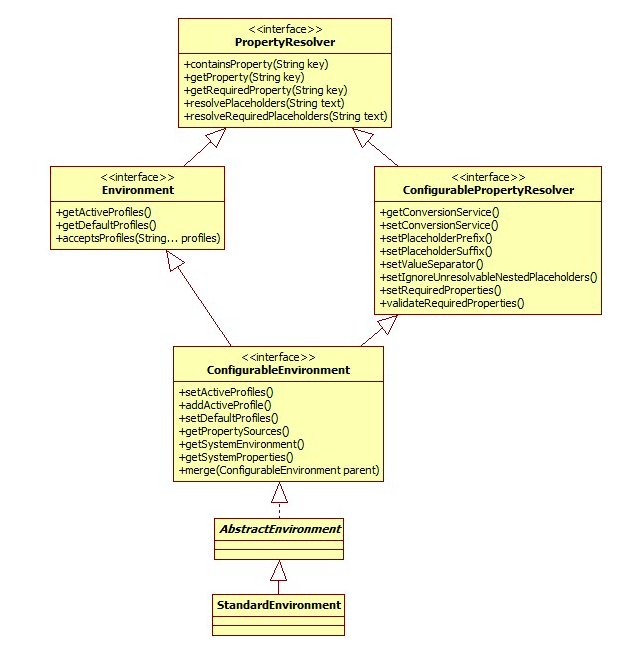 <<interface>>
PropertyResolver
+containsProperty(String key)
+getProperty(String key)
+getRequiredProperty(String key)
+resolvePlaceholders(String text)
+resolveRequiredPlaceholders(String text)
<<interface>>
Environment
+getActiveProfiles()
+getDefaultProfiles()
+acceptsProfiles(String... profiles)
<<interface>>
ConfigurablePropertyResolver
+getConversionService()
+setConversionService()
+setPlaceholderPrefix()
+setPlaceholderSuffix()
+setValueSeparator()
+setIgnoreUnresolvableNestedPlaceholders()
+setRequiredProperties()
+validateRequiredProperties()
<<interface>>
ConfigurableEnvironment
+setActiveProfiles()
+addActiveProfile()
+setDefaultProfiles()
+getPropertySources()
+getSystemEnvironment()
+getSystemProperties()
+merge(ConfigurableEnvironment parent)
AbstractEnvironment
StandardEnvironment